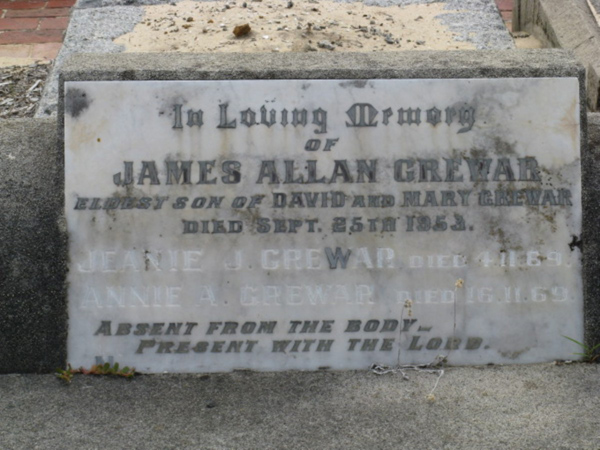 In Loving Memory
OF
JAMES ALLAN GREWAR
ELDEST SON OF DAVID AND MARY GREWAR
DIED SEPT. 25TH 1953.
JEANIE J. GREWAR DIED 4.11.69.
ANNIE A. GREWAR DIED 16.11.69.
ABSENT FROM THE BODY...
PRESENT WITH THE LORD.